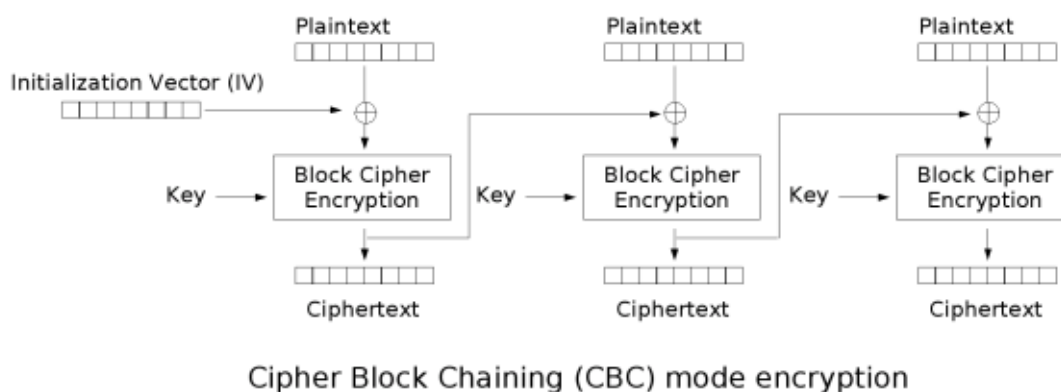 Plaintext
Plaintext
Plaintext
Initialization Vector (IV)
Key
Block Cipher
Encryption
Key
Block Cipher
Encryption
Key
Block Cipher
Encryption
Ciphertext
Ciphertext
Ciphertext
Cipher Block Chaining (CBC) mode encryption